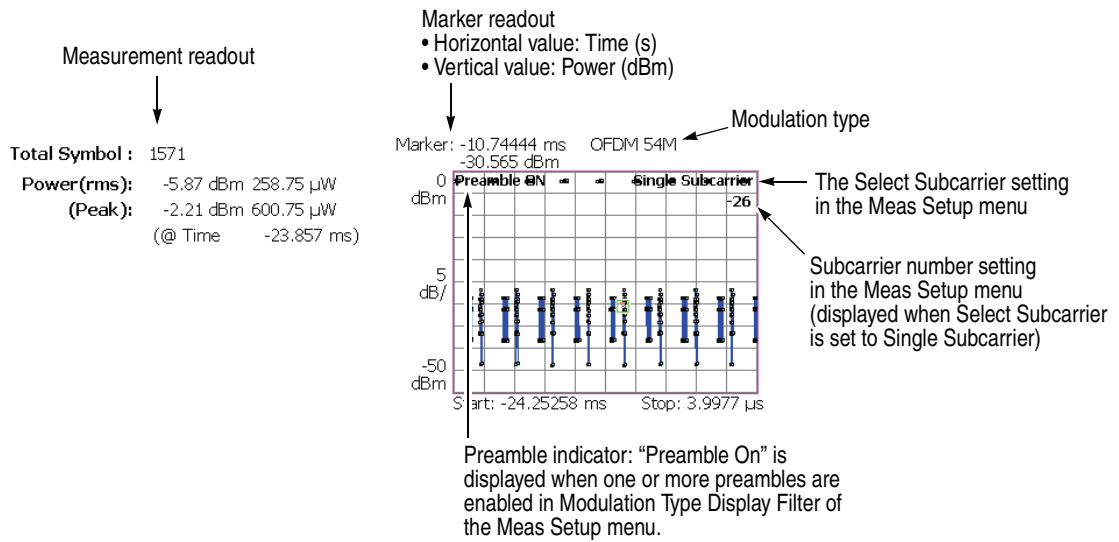 Marker readout
• Horizontal value: Time (s)
• Vertical value: Power (dBm)
Measurement readout
Modulation type
Marker: -10.74444 ms OFDM 54M
-30.565 dBm
Total Symbol : 1571
Power(rms): -5.87 dBm 258.75 µW
(Peak): -2.21 dBm 600.75 µW
(@ Time -23.857 ms)
0
dBm
Preamble ON Single Subcarrier
-26
The Select Subcarrier setting
in the Meas Setup menu
Subcarrier number setting
in the Meas Setup menu
(displayed when Select Subcarrier
is set to Single Subcarrier)
5
dB/
-50
dBm
Start: -24.25258 ms Stop: 3.9977 µs
Preamble indicator: “Preamble On” is
displayed when one or more preambles are
enabled in Modulation Type Display Filter of
the Meas Setup menu.